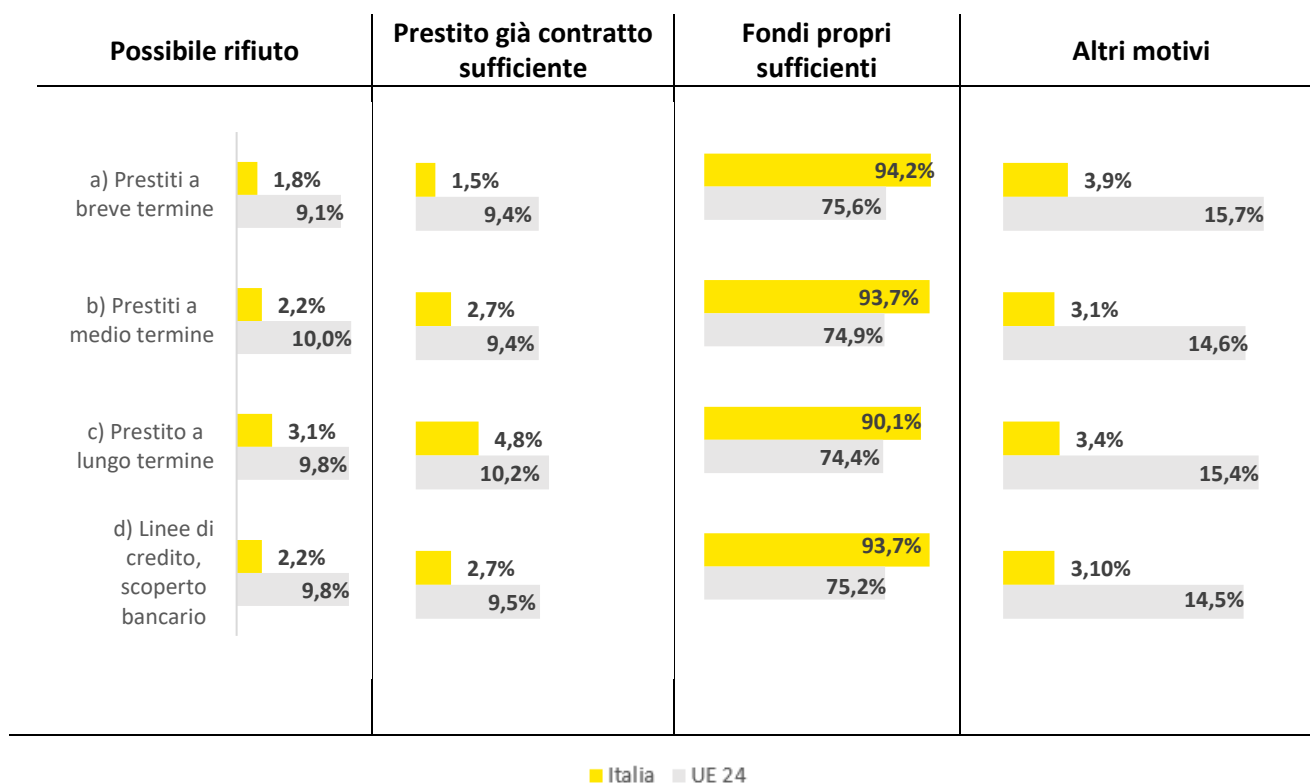 Possibile rifiuto
Prestito già contratto
sufficiente
Fondi propri
sufficienti
Altri motivi
a) Prestiti a
breve termine
1,8%
9,1%
1,5%
9,4%
94,2%
75,6%
3,9%
15,7%
b) Prestiti a
medio termine
2,2%
10,0%
2,7%
9,4%
93,7%
74,9%
3,1%
14,6%
c) Prestito a
lungo termine
3,1%
9,8%
4,8%
10,2%
90,1%
74,4%
3,4%
15,4%
d) Linee di
credito,
scoperto
bancario
2,2%
9,8%
2,7%
9,5%
93,7%
75,2%
3,10%
14,5%
Italia UE 24